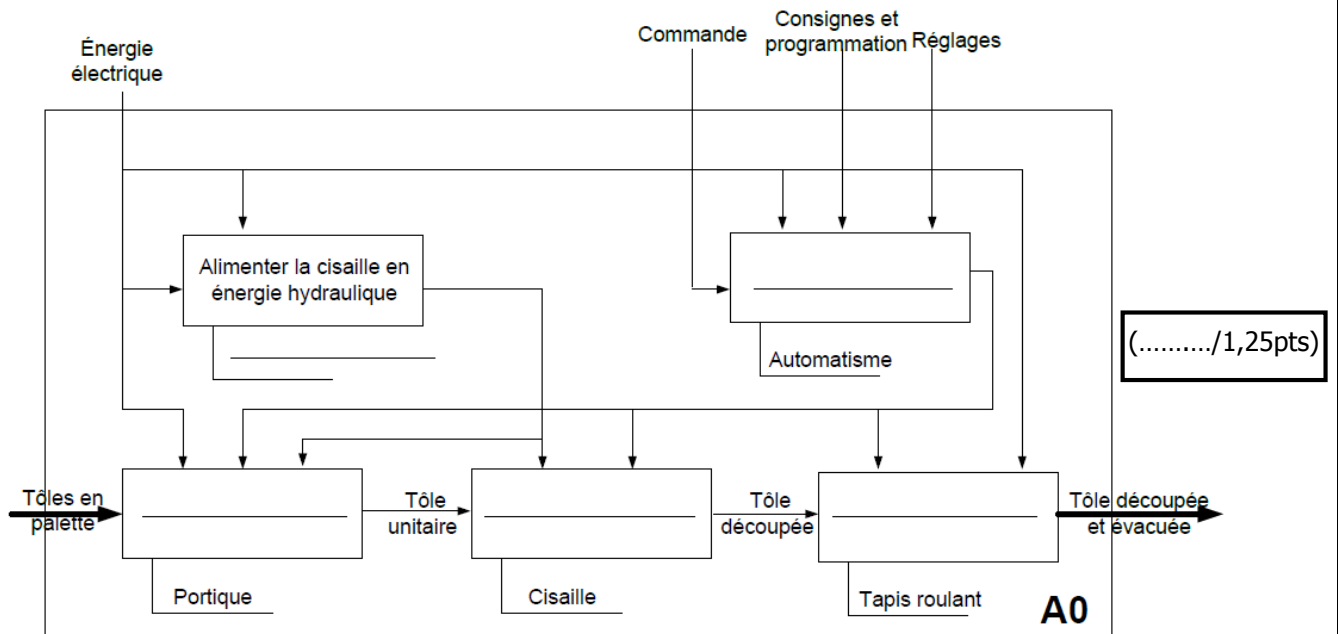 Énergie
électrique
Commande
Consignes et
programmation
Réglages
Alimenter la cisaille en
énergie hydraulique
Automatisme
(........../1,25pts)
Tôles en
palette
Tôle
unitaire
Tôle
découpée
Tôle découpée
et évacuée
Portique
Cisaille
Tapis roulant
A0